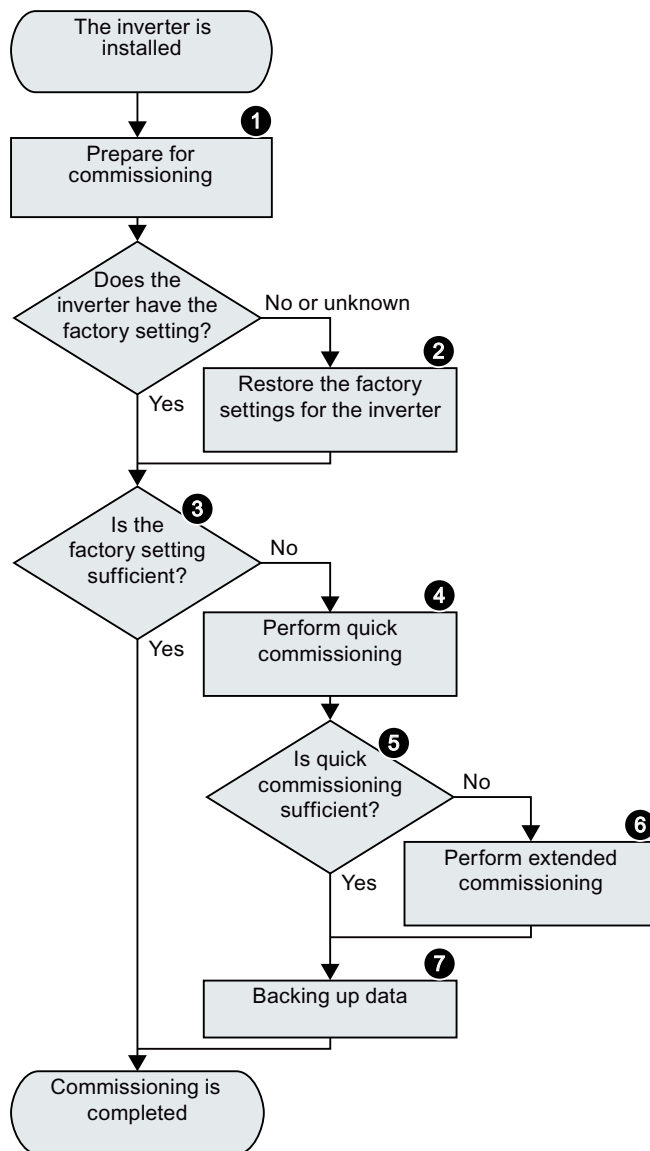 The inverter is
installed
1
Prepare for
commissioning
Does the
inverter have the
factory setting?
No or unknown
2
Restore the factory
settings for the inverter
Yes
3
Is the
factory setting
sufficient?
No
4
Perform quick
commissioning
Yes
5
Is quick
commissioning
sufficient?
No
6
Perform extended
commissioning
Yes
7
Backing up data
Commissioning is
completed